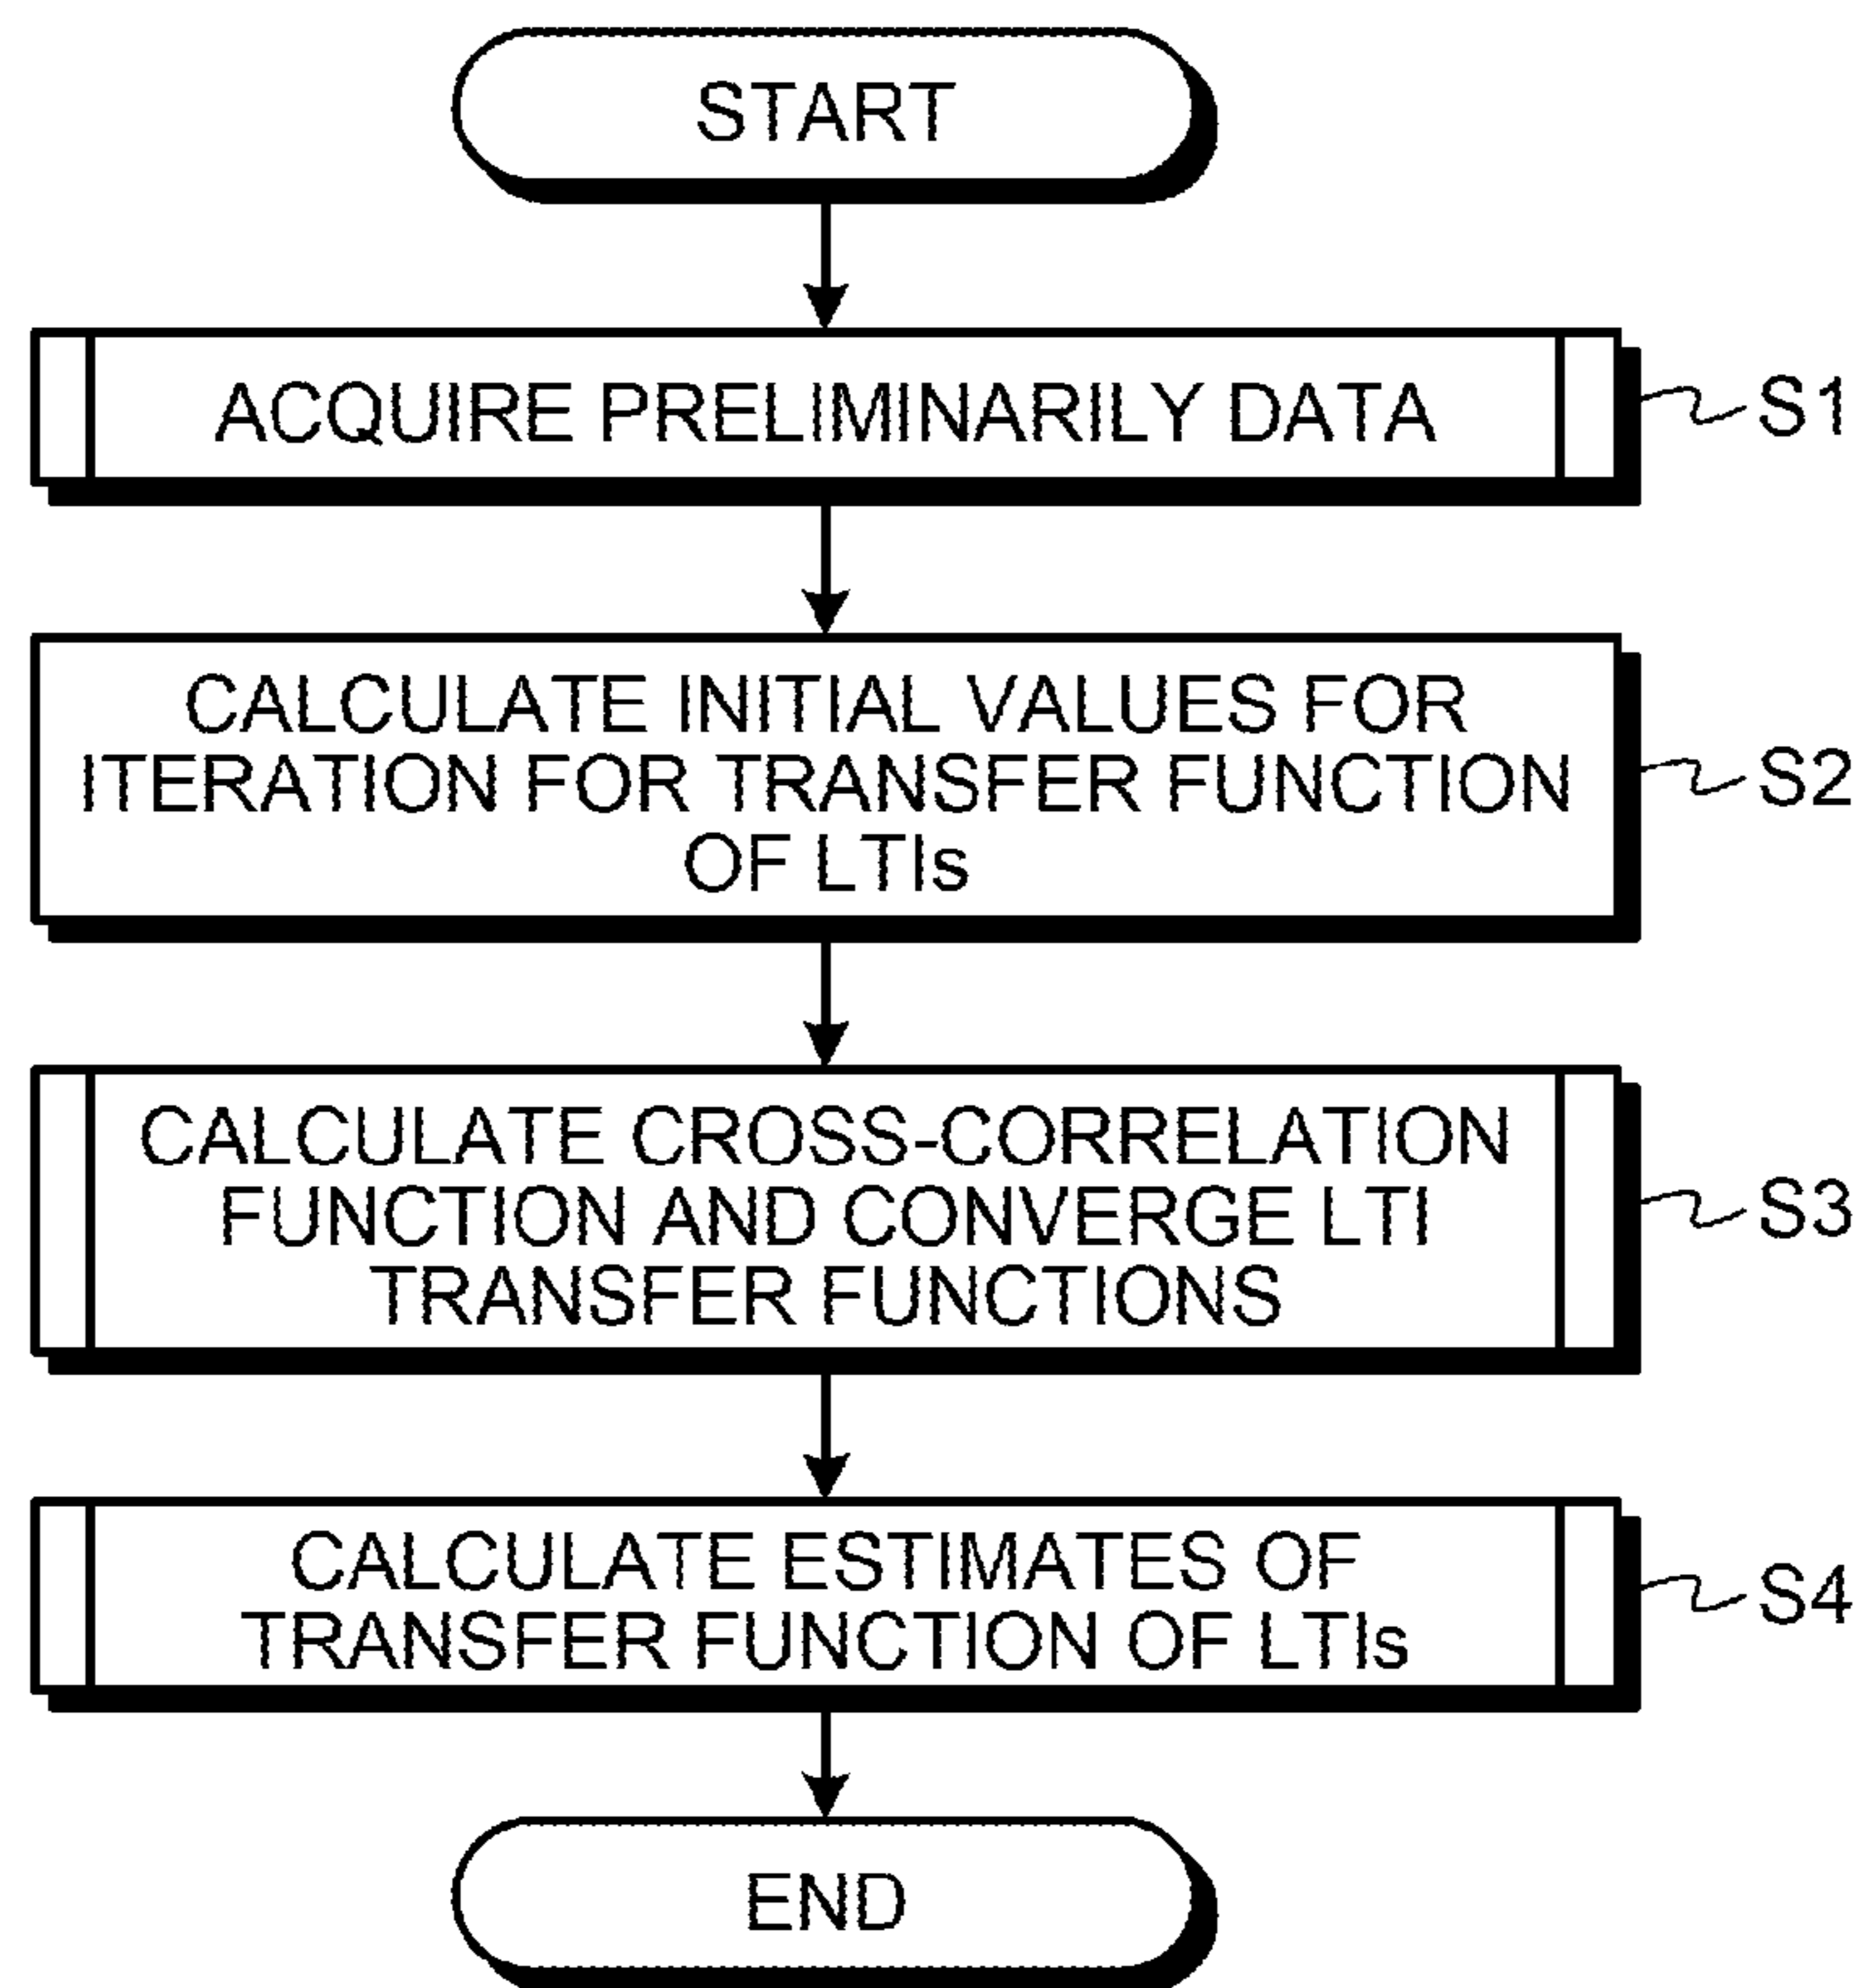 START
ACQUIRE PRELIMINARILY DATA
S1
CALCULATE INITIAL VALUES FOR
ITERATION FOR TRANSFER FUNCTION
OF LTIs
S2
CALCULATE CROSS-CORRELATION
FUNCTION AND CONVERGE LTI
TRANSFER FUNCTIONS
S3
CALCULATE ESTIMATES OF
TRANSFER FUNCTION OF LTIs
S4
END